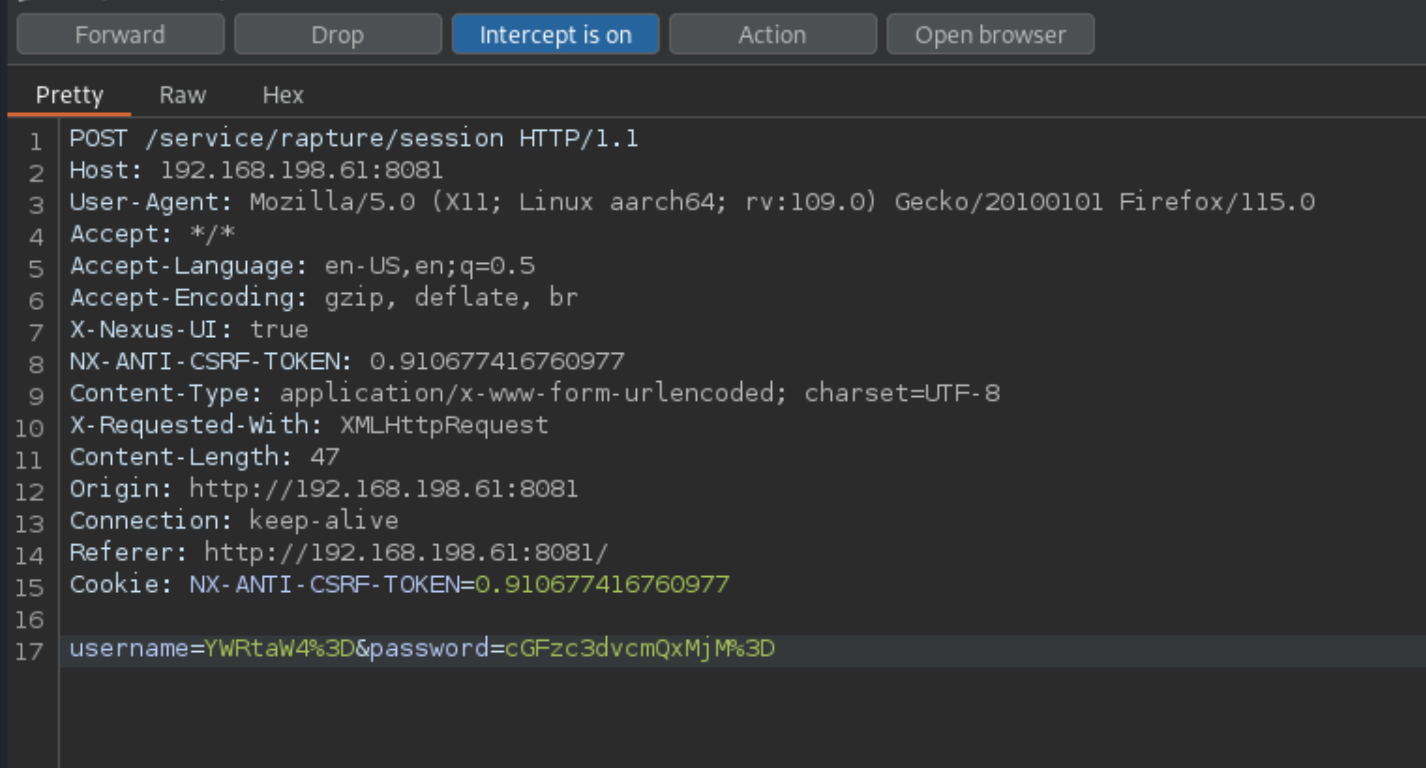 Forward Drop Intercept is on Action Open browser
Pretty Raw Hex
1 POST /service/rapture/session HTTP/1.1
2 Host: 192.168.198.61:8081
3 User-Agent: Mozilla/5.0 (X11; Linux aarch64; rv:109.0) Gecko/20100101 Firefox/115.0
4 Accept: */*
5 Accept-Language: en-US,en;q=0.5
6 Accept-Encoding: gzip, deflate, br
7 X-Nexus-UI: true
8 NX-ANTI-CSRF-TOKEN: 0.910677416760977
9 Content-Type: application/x-www-form-urlencoded; charset=UTF-8
10 X-Requested-With: XMLHttpRequest
11 Content-Length: 47
12 Origin: http://192.168.198.61:8081
13 Connection: keep-alive
14 Referer: http://192.168.198.61:8081/
15 Cookie: NX-ANTI-CSRF-TOKEN=0.910677416760977
16
17 username=YWRtaW4%3D&password=cGFzc3dvcmQxMjM%3D